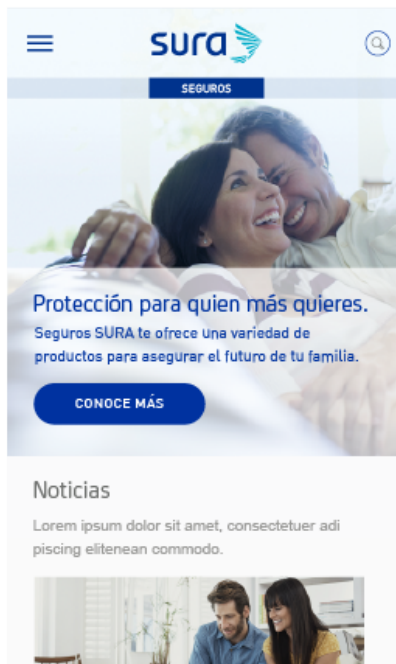 sura
SEGUROS
Protección para quien más quieres.
Seguros SURA te ofrece una variedad de
productos para asegurar el futuro de tu familia.
CONOCE MÁS
Noticias
Lorem ipsum dolor sit amet, consectetuer adi
piscing elitenean commodo.